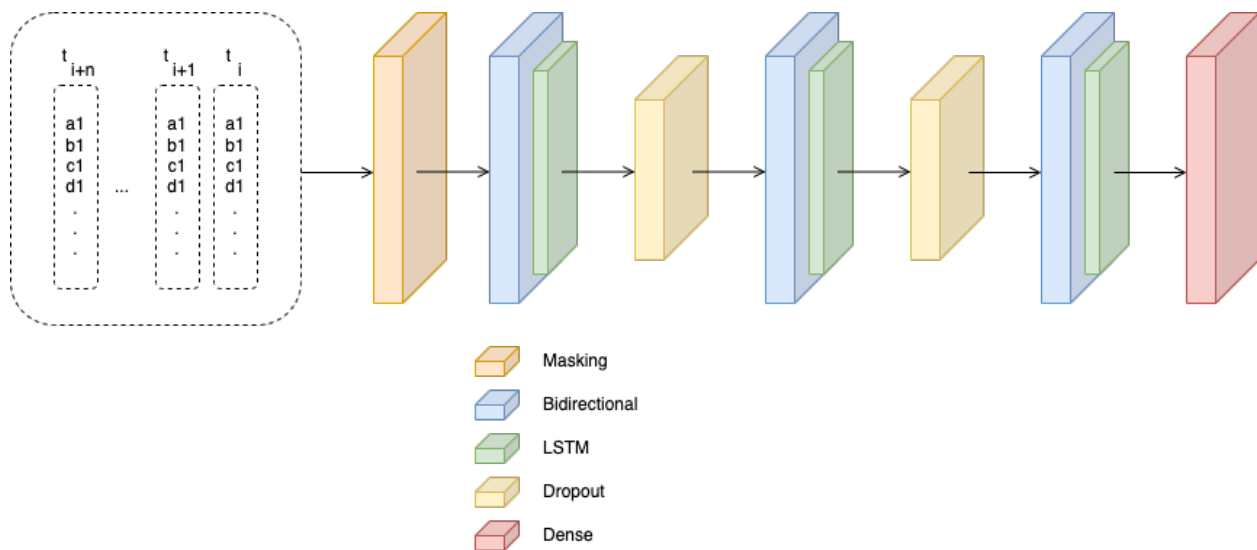 t i+n t i+1 t i
a1 a1 a1
b1 b1 b1
c1 c1 c1
d1 ... d1 d1
. . .
. . .
. . .
Masking
Bidirectional
LSTM
Dropout
Dense